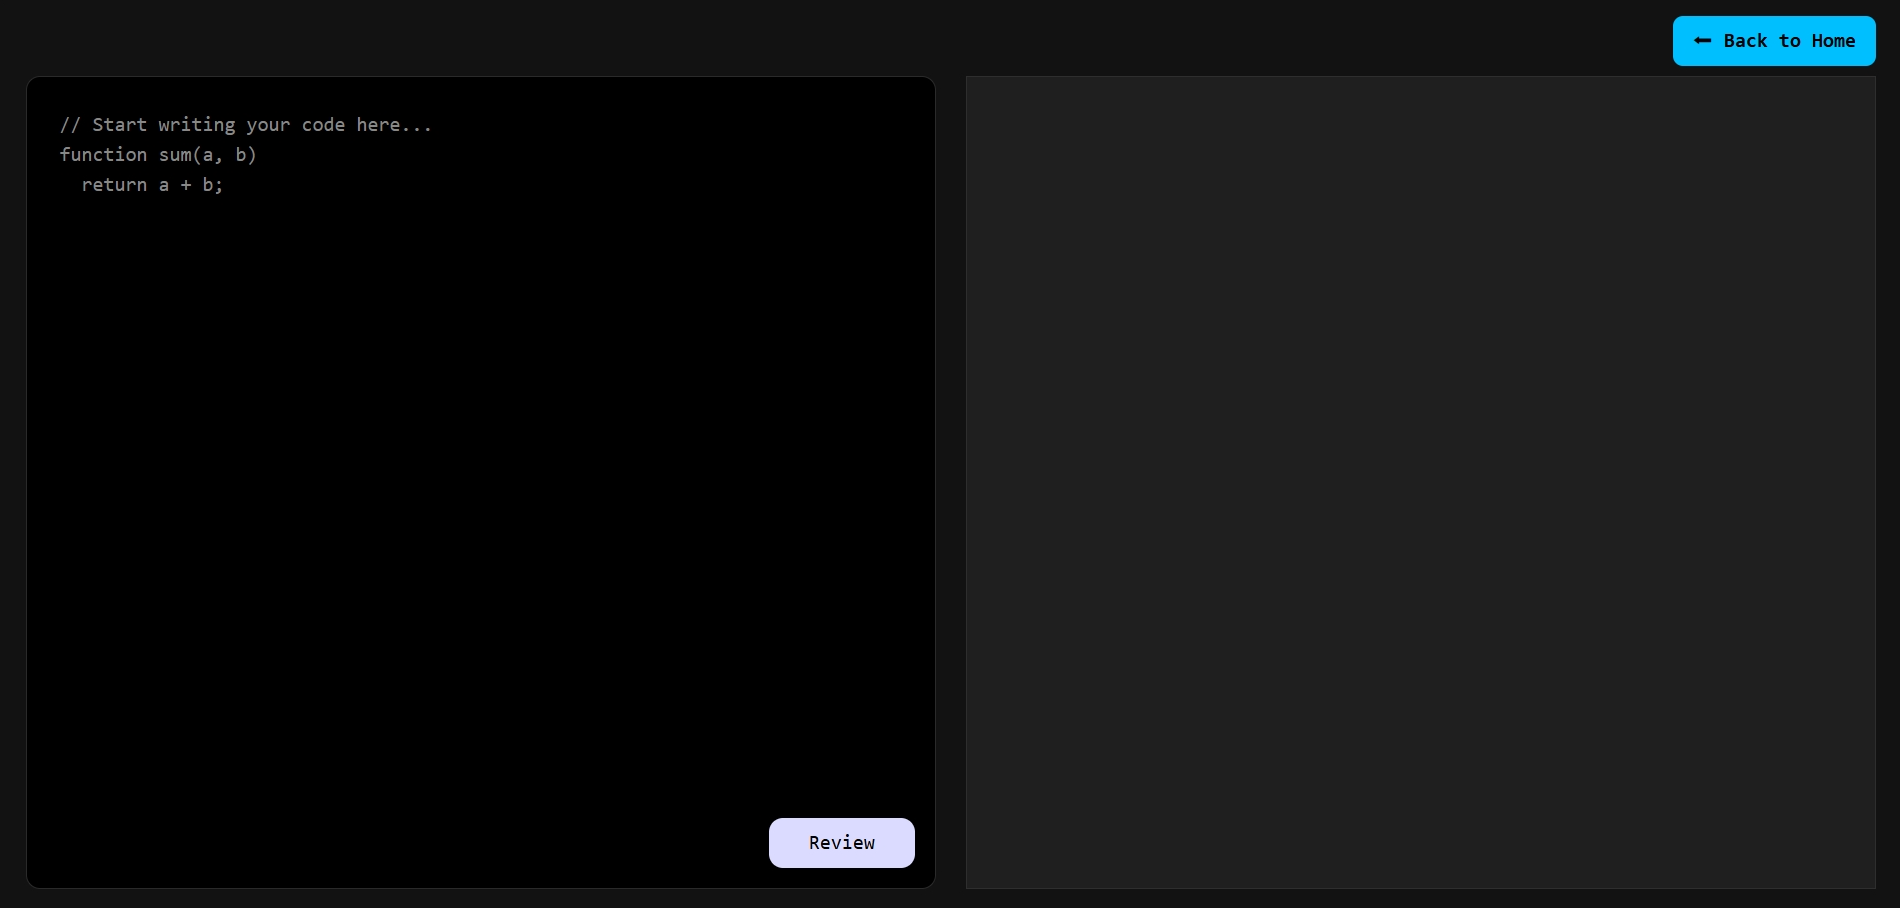 ⬅ Back to Home
// Start writing your code here...
function sum(a, b)
  return a + b;
Review